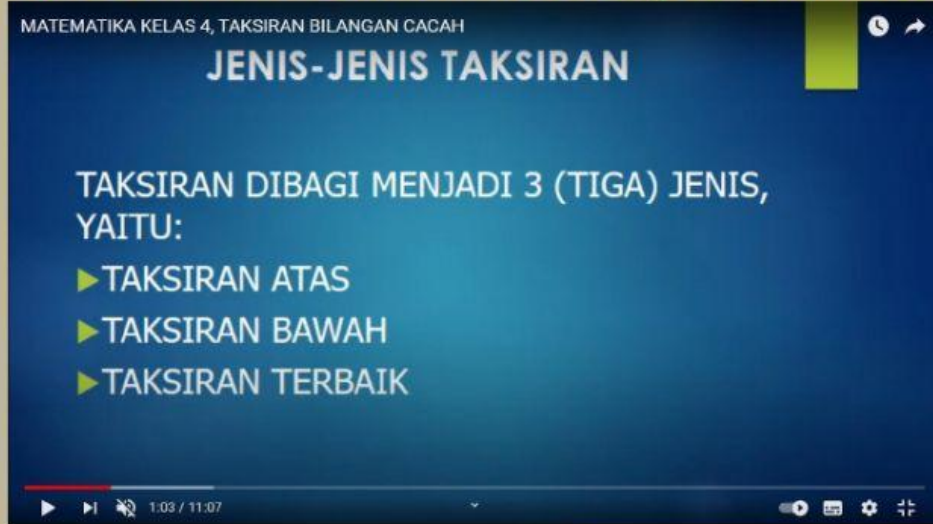 MATEMATIKA KELAS 4, TAKSIRAN BILANGAN CACAH
JENIS-JENIS TAKSIRAN
TAKSIRAN DIBAGI MENJADI 3 (TIGA) JENIS,
YAITU:
TAKSIRAN ATAS
TAKSIRAN BAWAH
TAKSIRAN TERBAIK
1:03 / 11:07